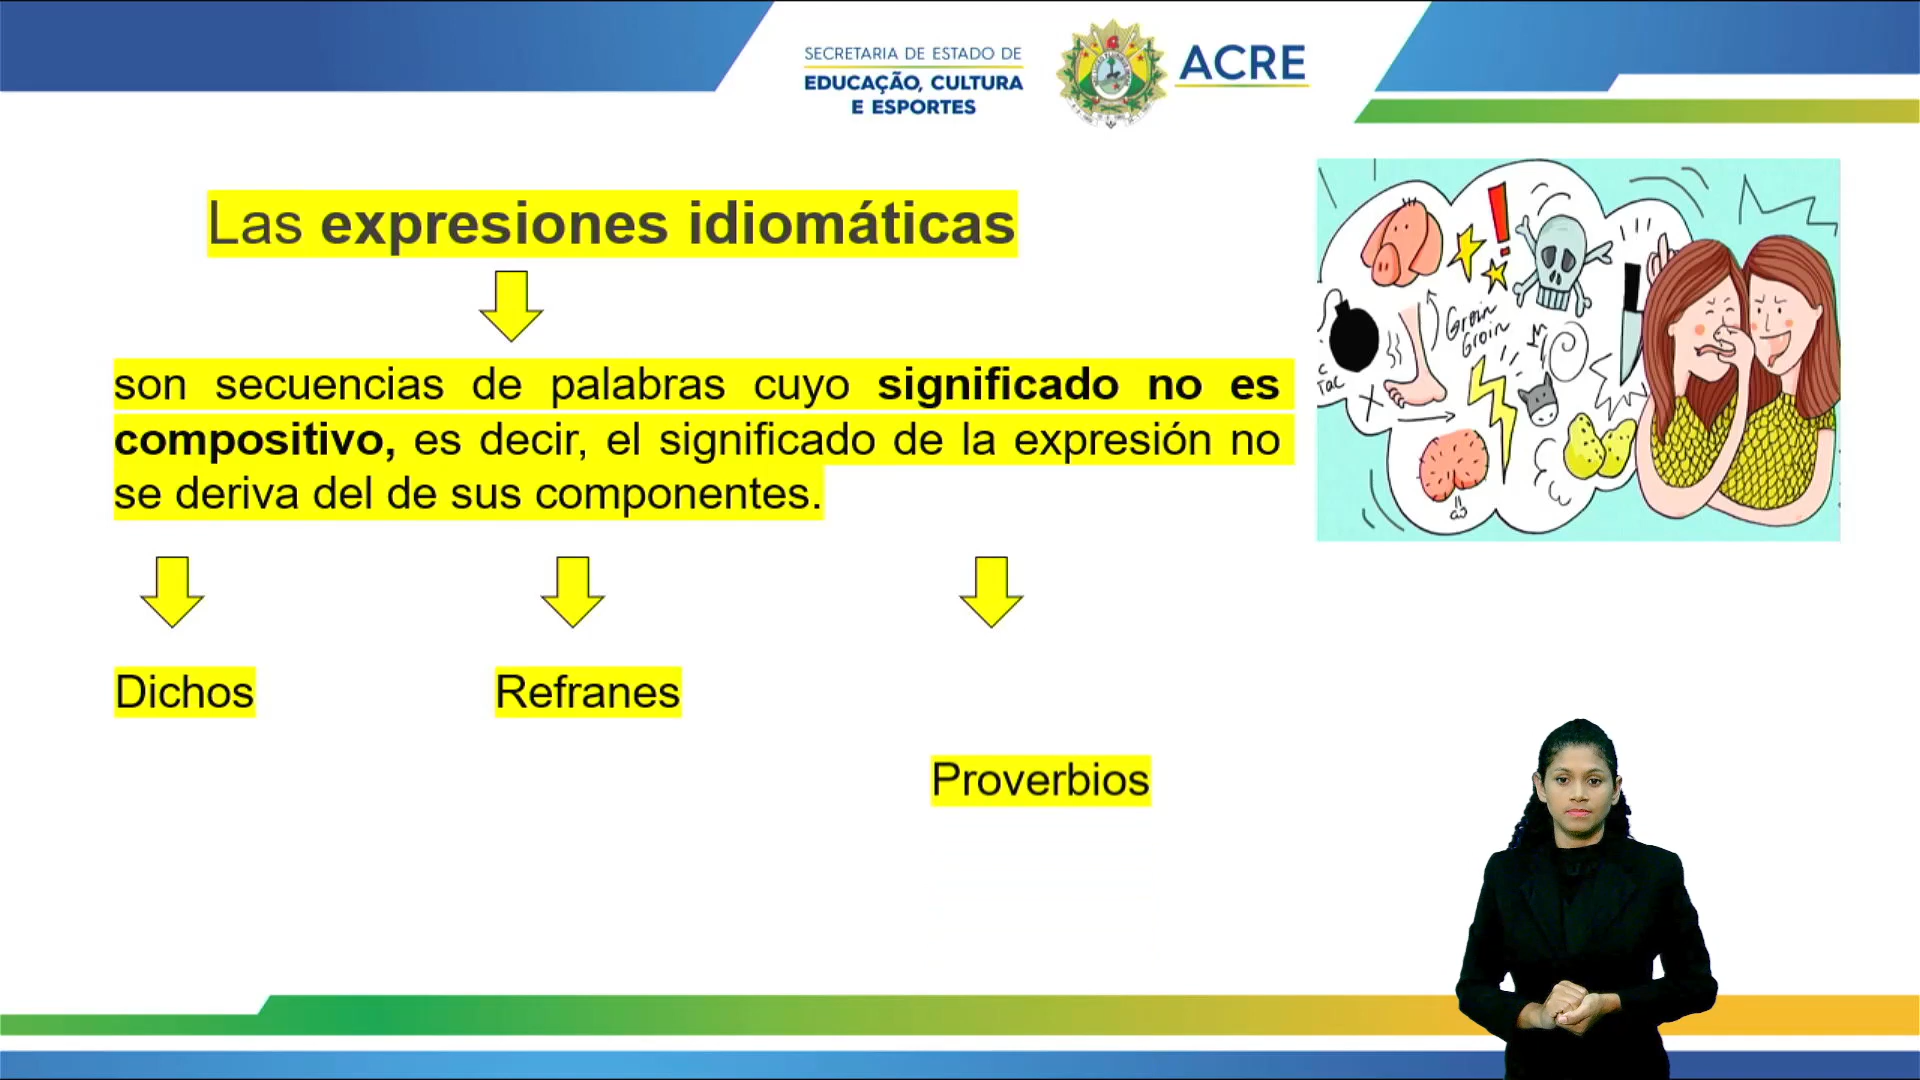 SECRETARIA DE ESTADO DE
EDUCAÇÃO, CULTURA
E ESPORTES
ACRE
Las expresiones idiomáticas
son secuencias de palabras cuyo significado no es
compositivo, es decir, el significado de la expresión no
se deriva del de sus componentes.
Groin
Groin
Tac
Dichos
Refranes
Proverbios